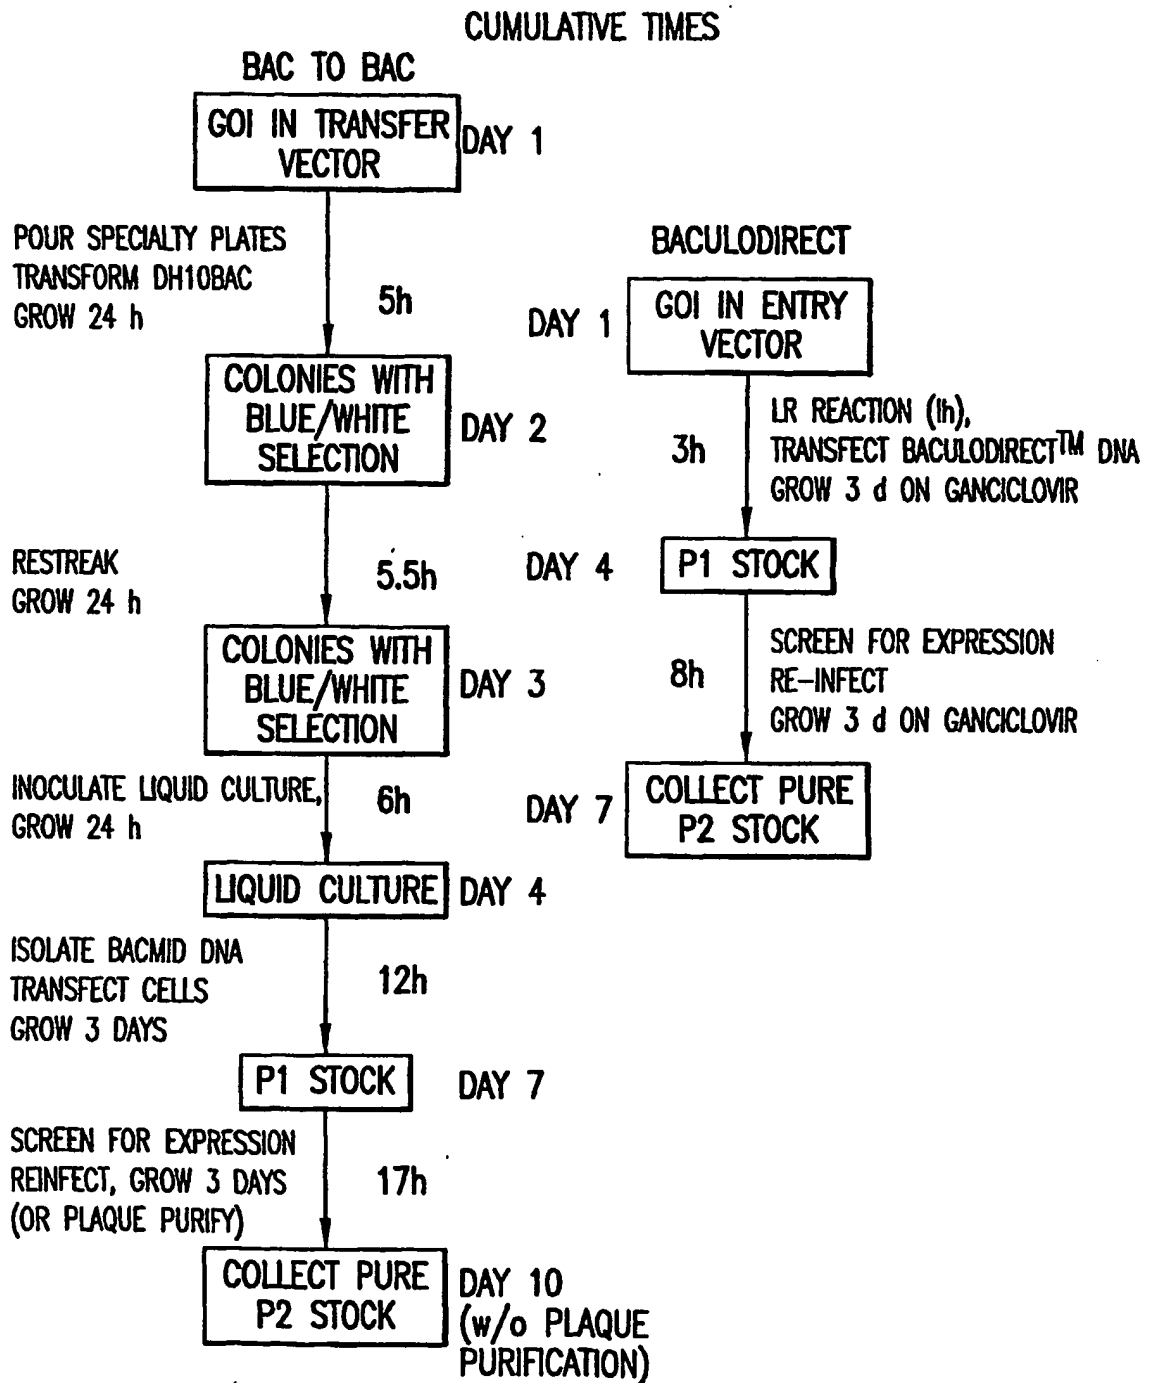 CUMULATIVE TIMES
BAC TO BAC
GOI IN TRANSFER
VECTOR
DAY 1
POUR SPECIALTY PLATES
TRANSFORM DH10BAC
GROW 24 h
5h
COLONIES WITH
BLUE/WHITE
SELECTION
DAY 2
RESTREAK
GROW 24 h
5.5h
COLONIES WITH
BLUE/WHITE
SELECTION
DAY 3
INOCULATE LIQUID CULTURE,
GROW 24 h
6h
LIQUID CULTURE
DAY 4
ISOLATE BACMID DNA
TRANSFECT CELLS
GROW 3 DAYS
12h
P1 STOCK
DAY 7
SCREEN FOR EXPRESSION
REINFECT, GROW 3 DAYS
(OR PLAQUE PURIFY)
17h
COLLECT PURE
P2 STOCK
DAY 10
(w/o PLAQUE
PURIFICATION)
BACULODIRECT
DAY 1
GOI IN ENTRY
VECTOR
3h
LR REACTION (1h),
TRANSFECT BACULODIRECT™ DNA
GROW 3 d ON GANCICLOVIR
DAY 4
P1 STOCK
8h
SCREEN FOR EXPRESSION
RE-INFECT
GROW 3 d ON GANCICLOVIR
DAY 7
COLLECT PURE
P2 STOCK